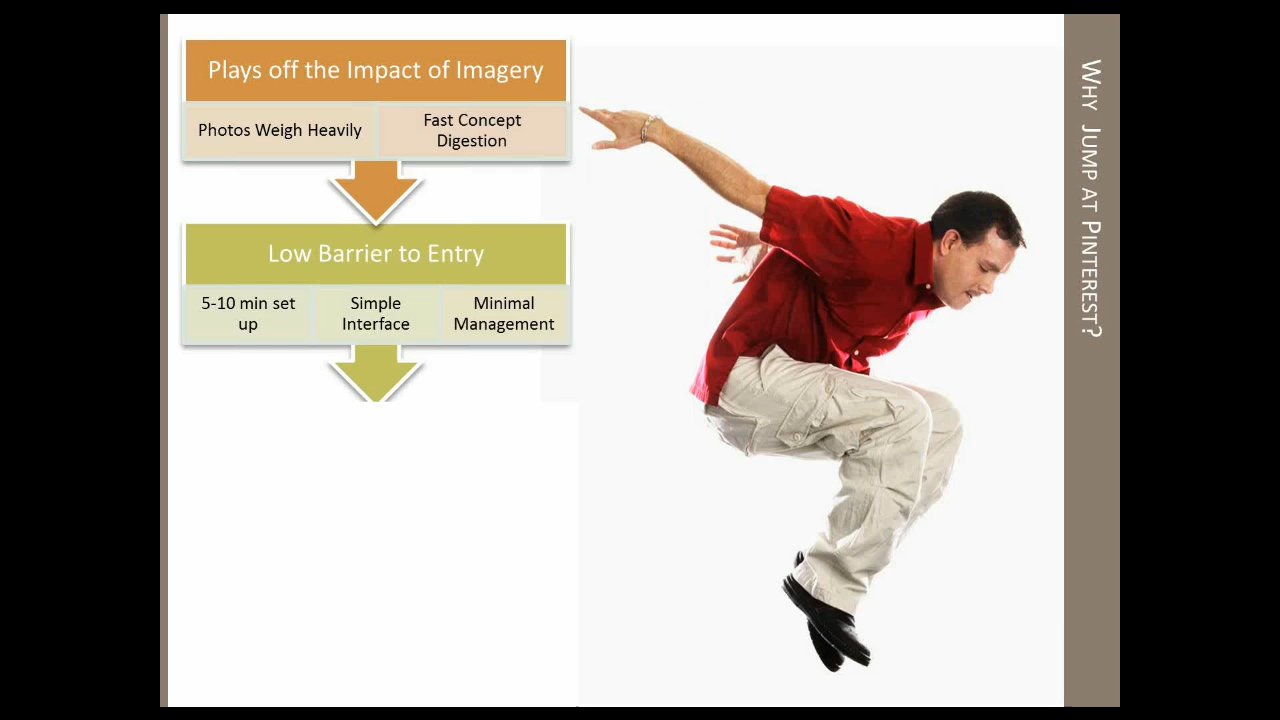 Plays off the Impact of Imagery
Photos Weigh Heavily
Fast Concept
Digestion
Low Barrier to Entry
5-10 min set
up
Simple
Interface
Minimal
Management
WHY JUMP AT PINTEREST?